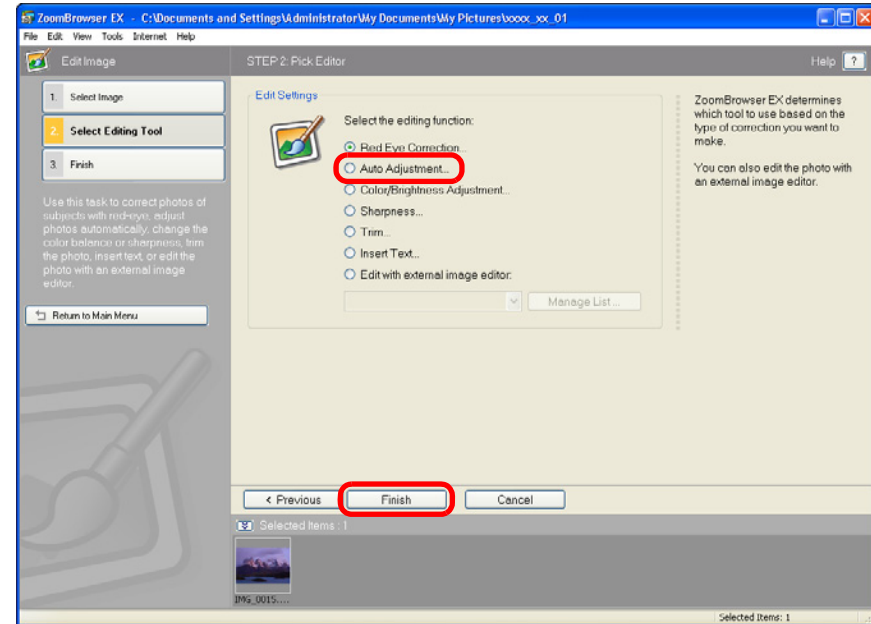 ZoomBrowser EX - C:\Documents and Settings\Administrator\My Documents\My Pictures\xxxx_xx_01
File Edit View Tools Internet Help
Edit Image
STEP 2: Pick Editor
Help ?
1. Select Image
2. Select Editing Tool
3. Finish
Use this task to correct photos of
subjects with red-eye, adjust
photos automatically, change the
color balance or sharpness, trim
the photo, insert text, or edit the
photo with an external image
editor.
Return to Main Menu
Edit Settings
Select the editing function:
Red Eye Correction...
Auto Adjustment...
Color/Brightness Adjustment...
Sharpness...
Trim...
Insert Text...
Edit with external image editor:
Manage List...
ZoomBrowser EX determines
which tool to use based on the
type of correction you want to
make.
You can also edit the photo with
an external image editor.
< Previous
Finish
Cancel
Selected Items : 1
IMG_0015....
Selected Items: 1